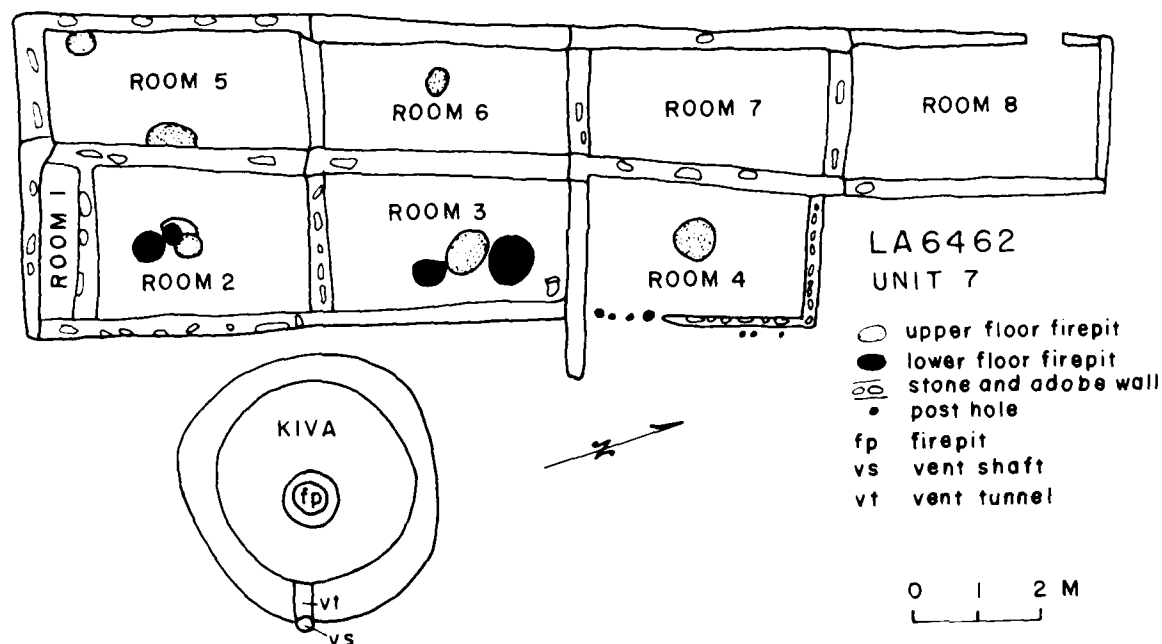 ROOM 5
ROOM 6
ROOM 7
ROOM 8
ROOM 1
ROOM 2
ROOM 3
ROOM 4
LA6462
UNIT 7
upper floor firepit
lower floor firepit
stone and adobe wall
post hole
fp firepit
vs vent shaft
vt vent tunnel
KIVA
fp
vt
vs
N
0 1 2 M